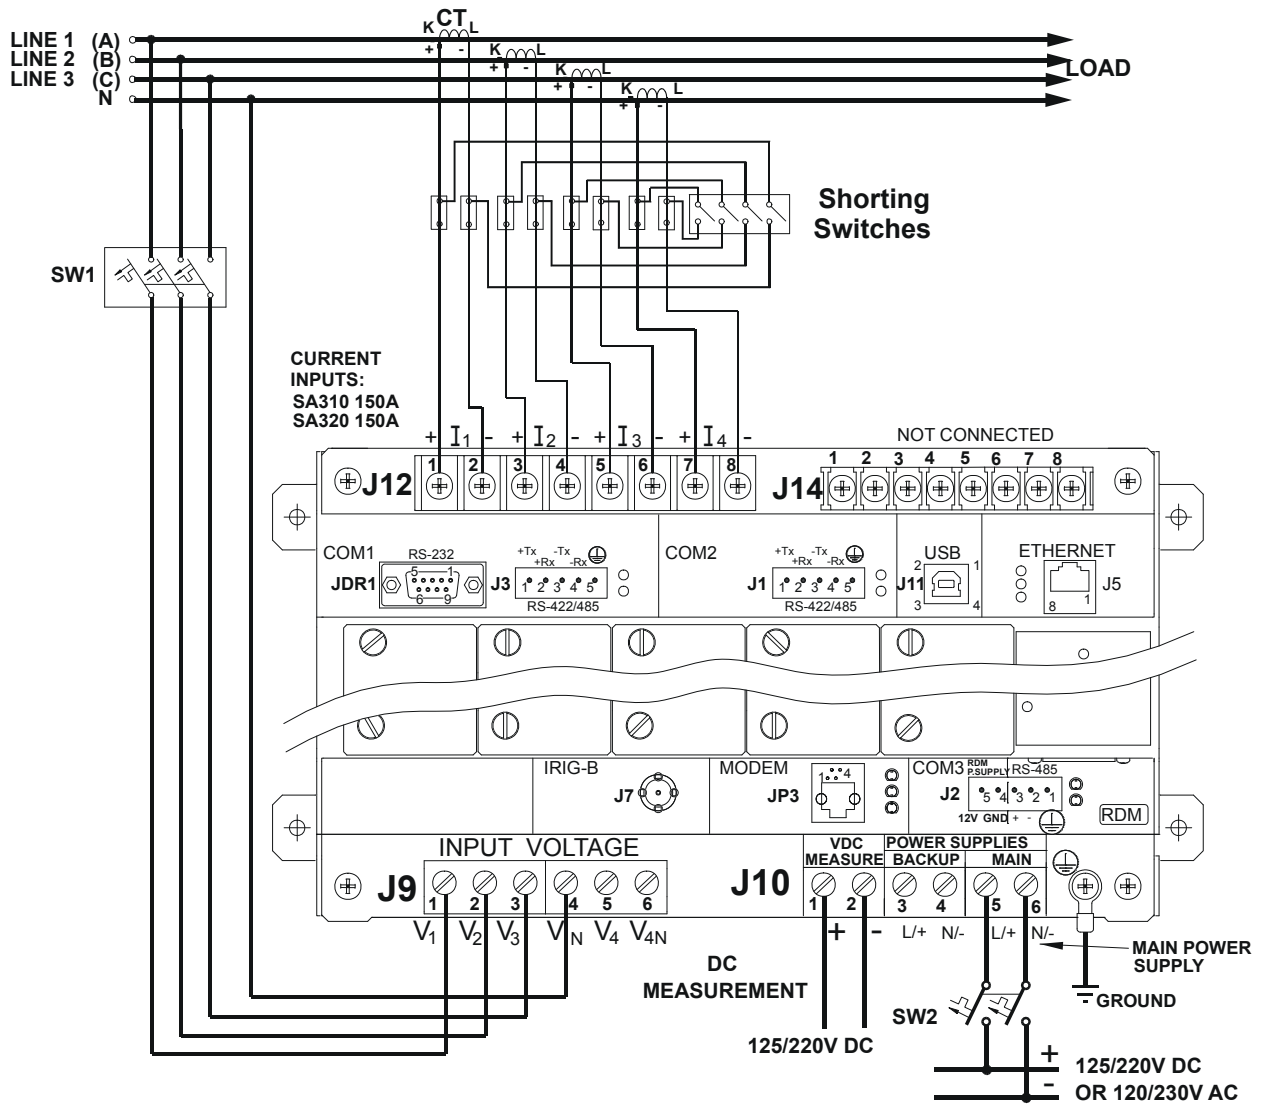 CT
K L
LINE 1 (A)
+ -
K L
LINE 2 (B)
+ -
LOAD
K L
LINE 3 (C)
+ -
K L
N
+ -
Shorting
Switches
SW1
CURRENT
INPUTS:
SA310 150A
SA320 150A
+ I1 - + I2 - + I3 - + I4 -
NOT CONNECTED
J12
1 2 3 4 5 6 7 8
J14
1 2 3 4 5 6 7 8
COM1
RS-232
JDR1
5 1
6 9
+Tx -Tx
+Rx -Rx
J3
1 2 3 4 5
RS-422/485
COM2
+Tx -Tx
+Rx -Rx
J1
1 2 3 4 5
RS-422/485
USB
2 1
J11
3 4
ETHERNET
J5
8 1
IRIG-B
J7
MODEM
1 4
JP3
COM3
RDM
P.SUPPLY
RS-485
J2
5 4 3 2 1
12V GND + -
RDM
INPUT VOLTAGE
J9
1 2 3 4 5 6
V1 V2 V3 VN V4 V4N
VDC
MEASURE
POWER SUPPLIES
BACKUP MAIN
J10
1 2 3 4 5 6
+ - L/+ N/- L/+ N/-
MAIN POWER
SUPPLY
DC
MEASUREMENT
GROUND
SW2
125/220V DC
+
125/220V DC
-
OR 120/230V AC